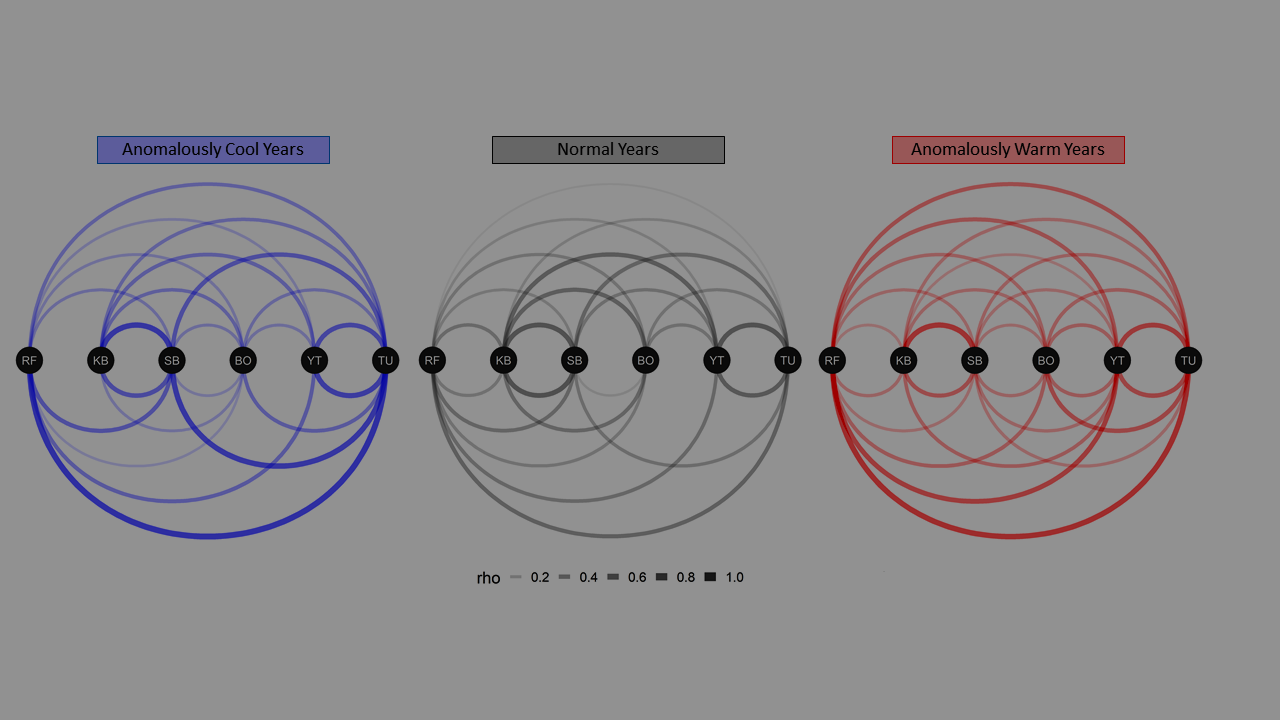 Anomalously Cool Years
Normal Years
Anomalously Warm Years
RF KB SB BO YT TU
RF KB SB BO YT TU
RF KB SB BO YT TU
rho 0.2 0.4 0.6 0.8 1.0